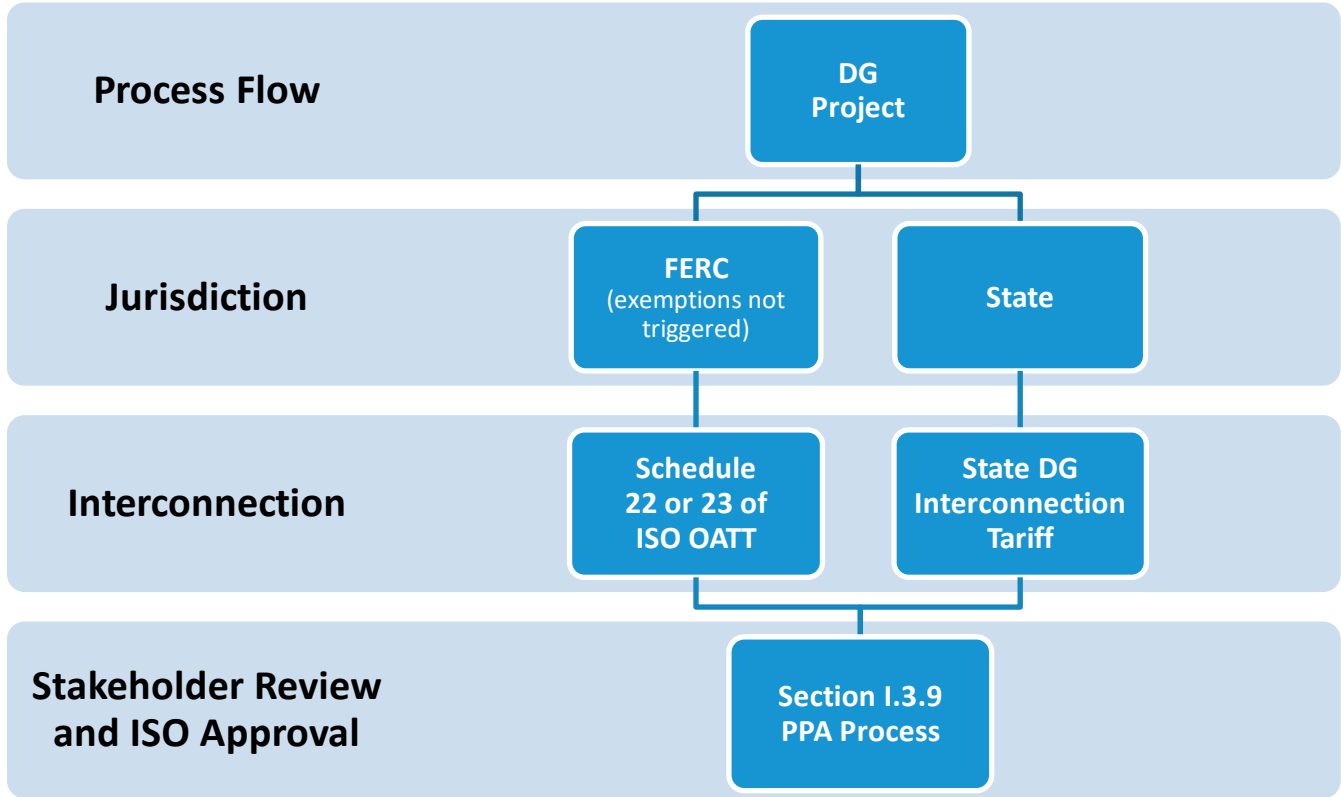 Process Flow
DG
Project
Jurisdiction
FERC
(exemptions not
triggered)
State
Interconnection
Schedule
22 or 23 of
ISO OATT
State DG
Interconnection
Tariff
Stakeholder Review
and ISO Approval
Section I.3.9
PPA Process